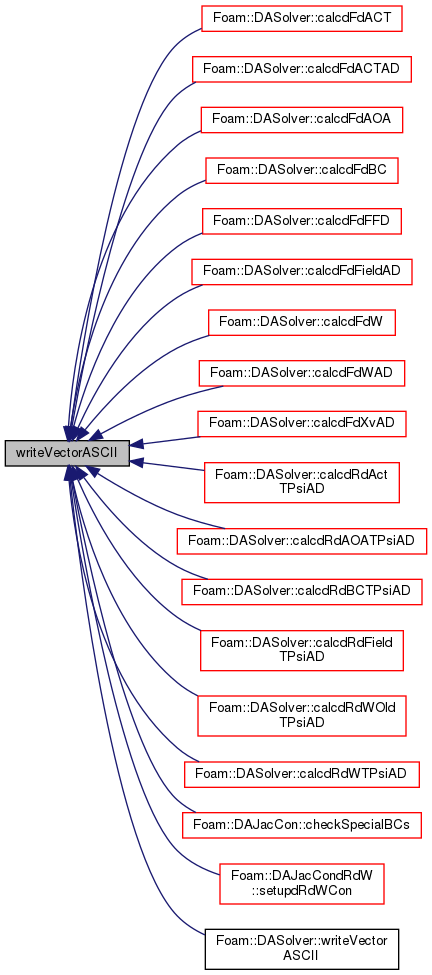 Foam::DASolver::calcdFdACT
Foam::DASolver::calcdFdACTAD
Foam::DASolver::calcdFdAOA
Foam::DASolver::calcdFdBC
Foam::DASolver::calcdFdFFD
Foam::DASolver::calcdFdFieldAD
Foam::DASolver::calcdFdW
Foam::DASolver::calcdFdWAD
Foam::DASolver::calcdFdXvAD
writeVectorASCII
Foam::DASolver::calcdRdAct
TPsiAD
Foam::DASolver::calcdRdAOATPsiAD
Foam::DASolver::calcdRdBCTPsiAD
Foam::DASolver::calcdRdField
TPsiAD
Foam::DASolver::calcdRdWOld
TPsiAD
Foam::DASolver::calcdRdWTPsiAD
Foam::DAJacCon::checkSpecialBCs
Foam::DAJacCondRdW
::setupdRdWCon
Foam::DASolver::writeVector
ASCII